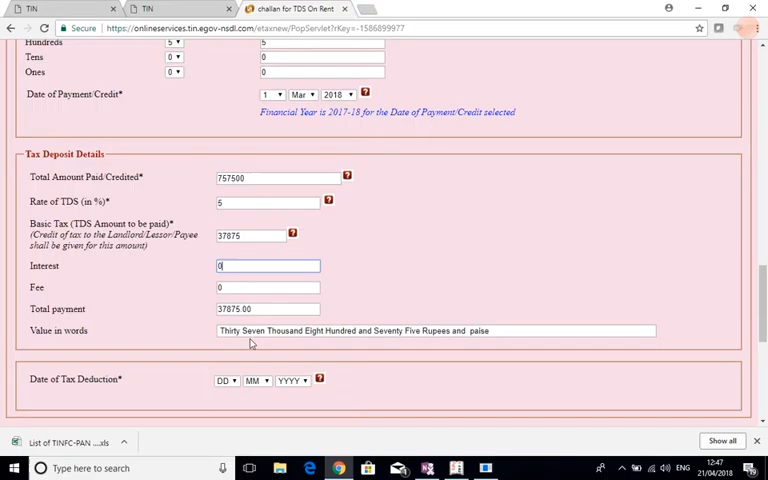 TIN
TIN
challan for TDS On Rent
Secure
https://onlineservices.tin.egov-nsdl.com/etaxnew/PopServlet?rKey=-1586899977
Hundreds 5 5
Tens 0 0
Ones 0 0
Date of Payment/Credit* 1 Mar 2018 ?
Financial Year is 2017-18 for the Date of Payment/Credit selected
Tax Deposit Details
Total Amount Paid/Credited* 757500 ?
Rate of TDS (in %)* 5 ?
Basic Tax (TDS Amount to be paid)*
(Credit of tax to the Landlord/Lessor/Payee 37875 ?
shall be given for this amount)
Interest 0
Fee 0
Total payment 37875.00
Value in words Thirty Seven Thousand Eight Hundred and Seventy Five Rupees and paise
Date of Tax Deduction* DD MM YYYY ?
List of TINFC-PAN ....xls
Show all
Type here to search
ENG
12:47
21/04/2018